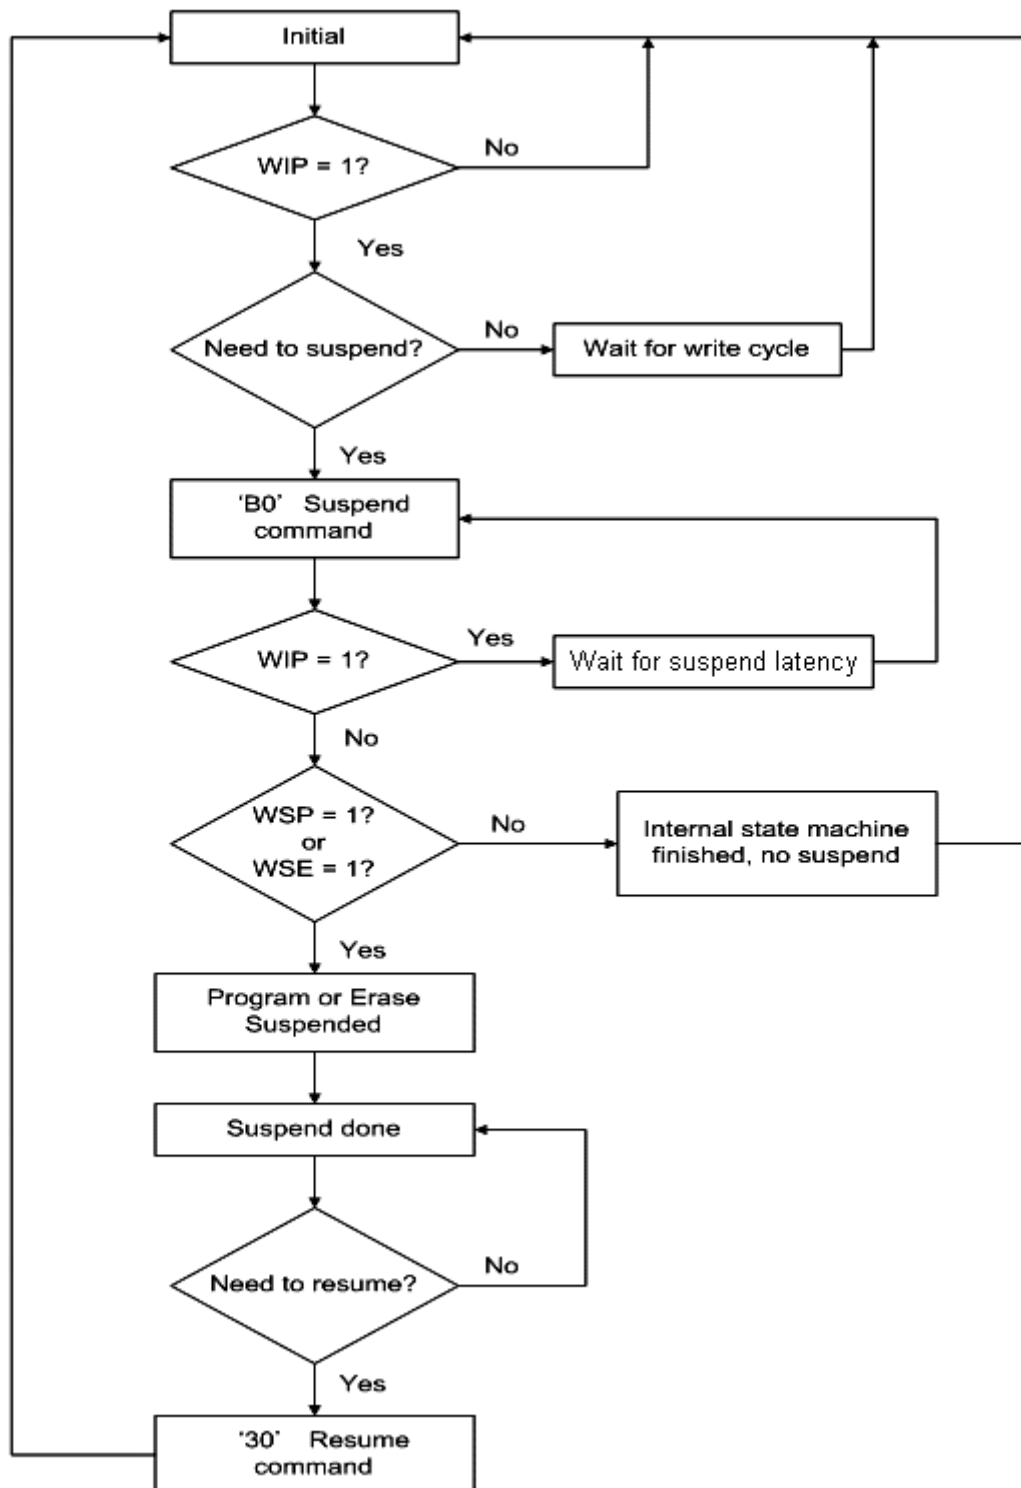 Initial
WIP = 1?
No
Yes
Need to suspend?
No
Wait for write cycle
Yes
‘B0’ Suspend
command
WIP = 1?
Yes
Wait for suspend latency
No
WSP = 1?
or
WSE = 1?
No
Internal state machine
finished, no suspend
Yes
Program or Erase
Suspended
Suspend done
Need to resume?
No
Yes
‘30’ Resume
command